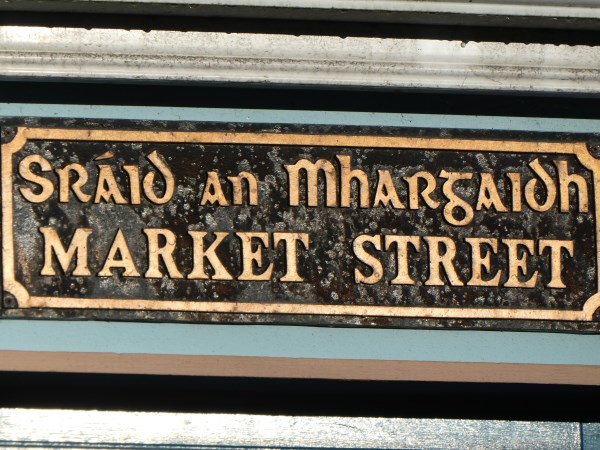 Sráid an Mhargaidh
MARKET STREET